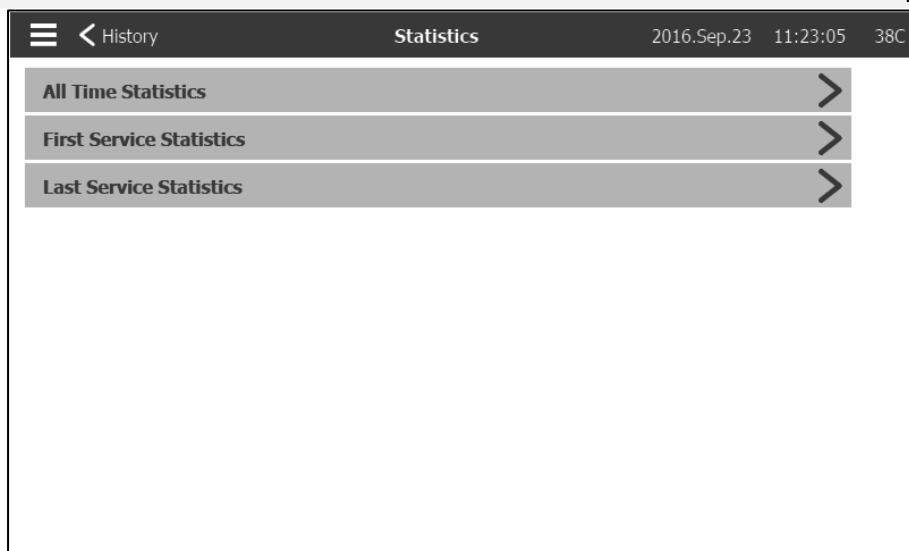 History Statistics 2016.Sep.23 11:23:05 38C
All Time Statistics
First Service Statistics
Last Service Statistics